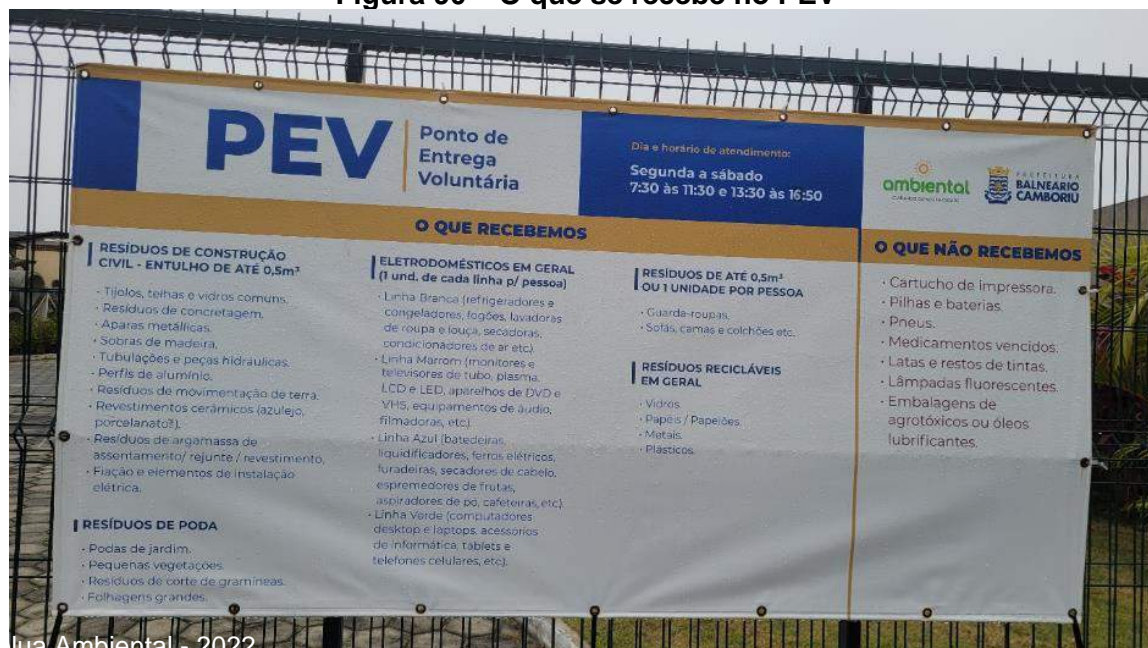 O que se recebe no PEV
PEV
Ponto de
Entrega
Voluntária
Dia e horário de atendimento:
Segunda a sábado
7:30 às 11:30 e 13:30 às 16:50
ambiental
PREFEITURA
BALNEÁRIO
CAMBORIÚ
O QUE RECEBEMOS
RESÍDUOS DE CONSTRUÇÃO
CIVIL - ENTULHO DE ATÉ 0,5m³
• Tijolos, telhas e vidros comuns.
• Resíduos de concretagem.
• Aparas metálicas.
• Sobras de madeira.
• Tubulações e peças hidráulicas.
• Perfis de alumínio.
• Resíduos de movimentação de terra.
• Revestimentos cerâmicos (azulejo,
porcelanato).
• Resíduos de argamassa de
assentamento/ rejunte / revestimento.
• Fiação e elementos de instalação
elétrica.
RESÍDUOS DE PODA
• Podas de jardim.
• Pequenas vegetações.
• Resíduos de corte de gramíneas.
• Folhagens grandes.
ELETRODOMÉSTICOS EM GERAL
(1 und. de cada linha p/ pessoa)
• Linha Branca (refrigeradores e
congeladores, fogões, lavadoras
de roupa e louça, secadoras,
condicionadores de ar etc).
• Linha Marrom (monitores e
televisores de tubo, plasma,
LCD e LED, aparelhos de DVD e
VHS, equipamentos de áudio,
filmadoras, etc).
• Linha Azul (batedeiras,
liquidificadores, ferros elétricos,
furadeiras, secadores de cabelo,
espremedores de frutas,
aspiradores de pó, cafeteiras, etc).
• Linha Verde (computadores
desktop e laptops, acessórios
de informática, tablets e
telefones celulares, etc).
RESÍDUOS DE ATÉ 0,5m³
OU 1 UNIDADE POR PESSOA
• Guarda-roupas.
• Sofás, camas e colchões etc.
RESÍDUOS RECICLÁVEIS
EM GERAL
• Vidros.
• Papéis / Papelões.
• Metais.
• Plásticos.
O QUE NÃO RECEBEMOS
• Cartucho de impressora.
• Pilhas e baterias.
• Pneus.
• Medicamentos vencidos.
• Latas e restos de tintas.
• Lâmpadas fluorescentes.
• Embalagens de
agrotóxicos ou óleos
lubrificantes.
Ambiental - 2022